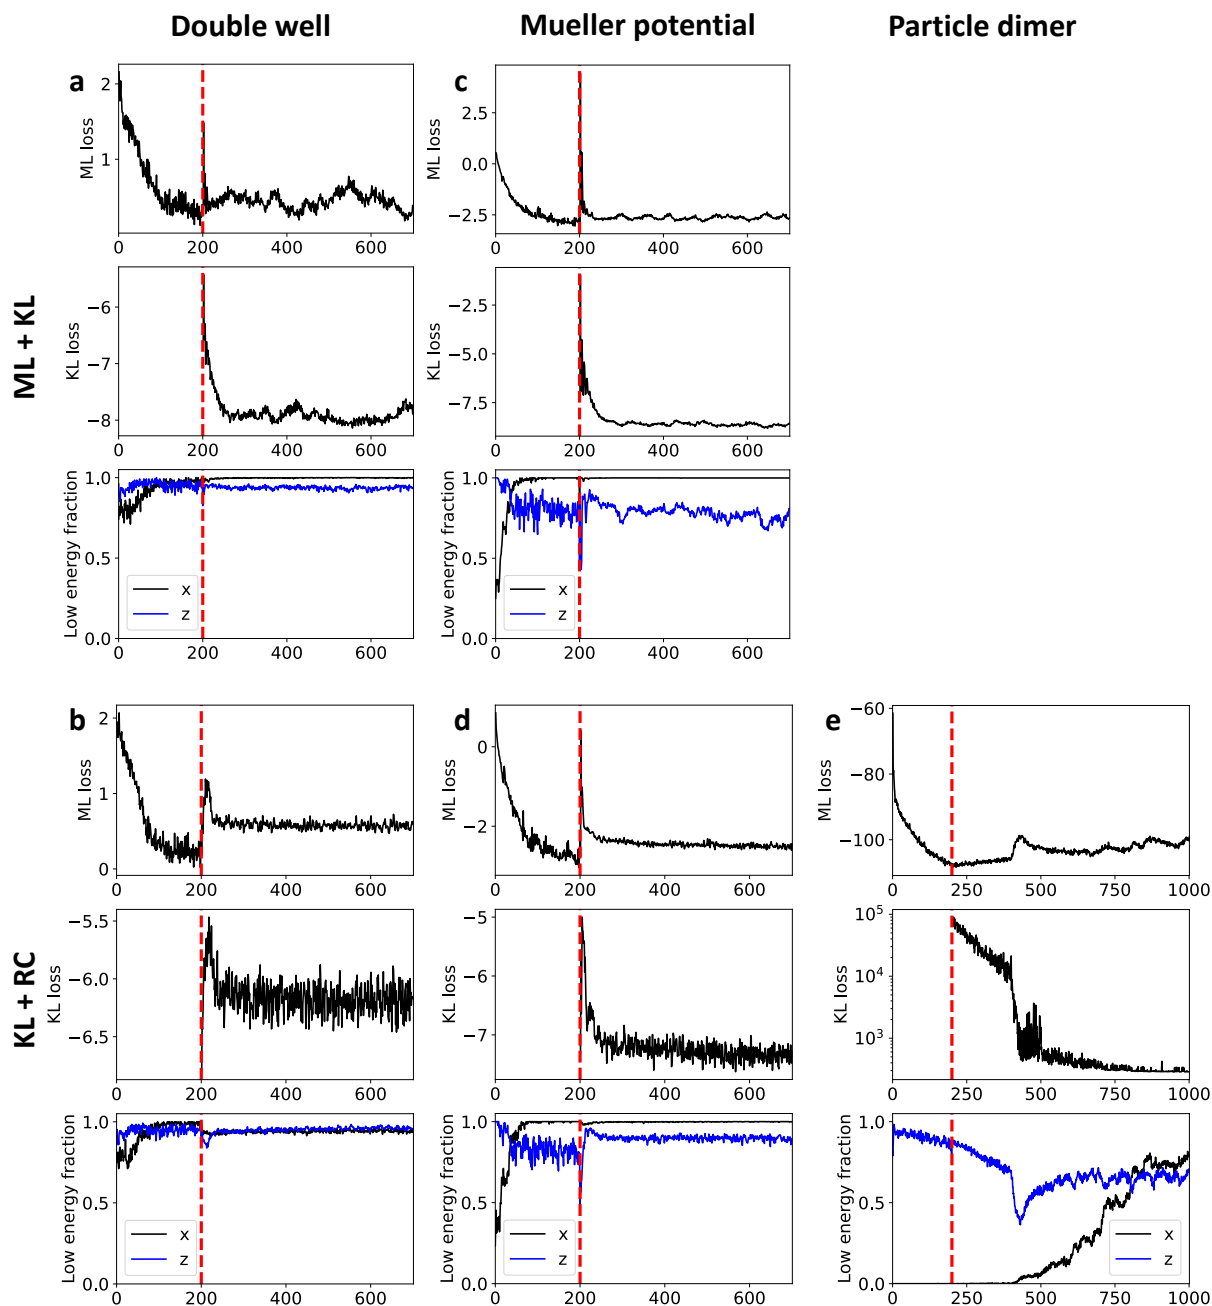 Double well
Mueller potential
Particle dimer
ML + KL
a
ML loss
2
1
0 200 400 600
c
ML loss
2.5
0.0
−2.5
0 200 400 600
KL loss
−6
−7
−8
0 200 400 600
KL loss
−2.5
−5.0
−7.5
0 200 400 600
Low energy fraction
1.0
0.5
0.0
x
z
0 200 400 600
Low energy fraction
1.0
0.5
0.0
x
z
0 200 400 600
KL + RC
b
ML loss
2
1
0
0 200 400 600
d
ML loss
0
−2
0 200 400 600
e
ML loss
−60
−80
−100
0 250 500 750 1000
KL loss
−5.5
−6.0
−6.5
0 200 400 600
KL loss
−5
−6
−7
0 200 400 600
KL loss
10⁵
10⁴
10³
0 250 500 750 1000
Low energy fraction
1.0
0.5
0.0
x
z
0 200 400 600
Low energy fraction
1.0
0.5
0.0
x
z
0 200 400 600
Low energy fraction
1.0
0.5
0.0
x
z
0 250 500 750 1000